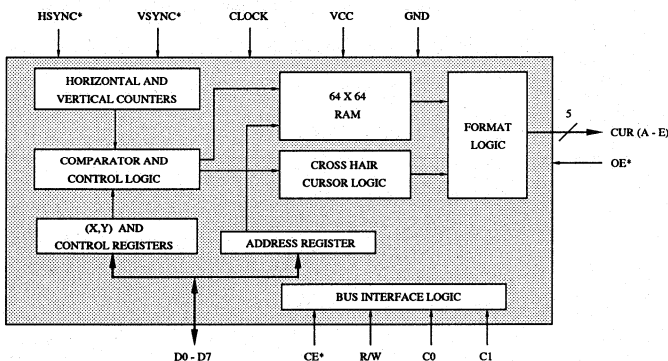 HSYNC*
VSYNC*
CLOCK
VCC
GND
HORIZONTAL AND
VERTICAL COUNTERS
64 X 64
RAM
FORMAT
LOGIC
5
CUR (A - E)
COMPARATOR AND
CONTROL LOGIC
CROSS HAIR
CURSOR LOGIC
OE*
(X,Y) AND
CONTROL REGISTERS
ADDRESS REGISTER
BUS INTERFACE LOGIC
D0 - D7
CE*
R/W
C0
C1